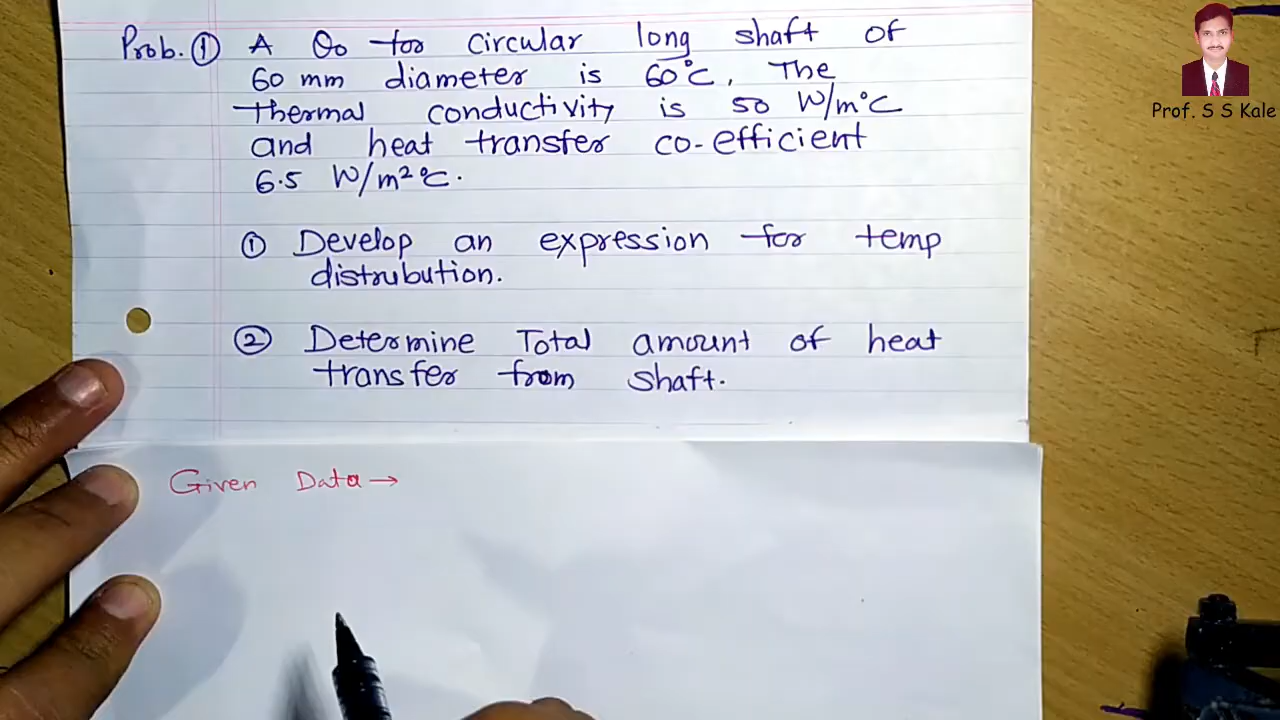 Prob. ① A θo for circular long shaft of
60 mm diameter is 60°C. The
thermal conductivity is 50 W/m°C
and heat transfer co-efficient
6.5 W/m²°C.
① Develop an expression for temp
distrubution.
② Determine Total amount of heat
transfer from shaft.
Given Data →
Prof. S S Kale